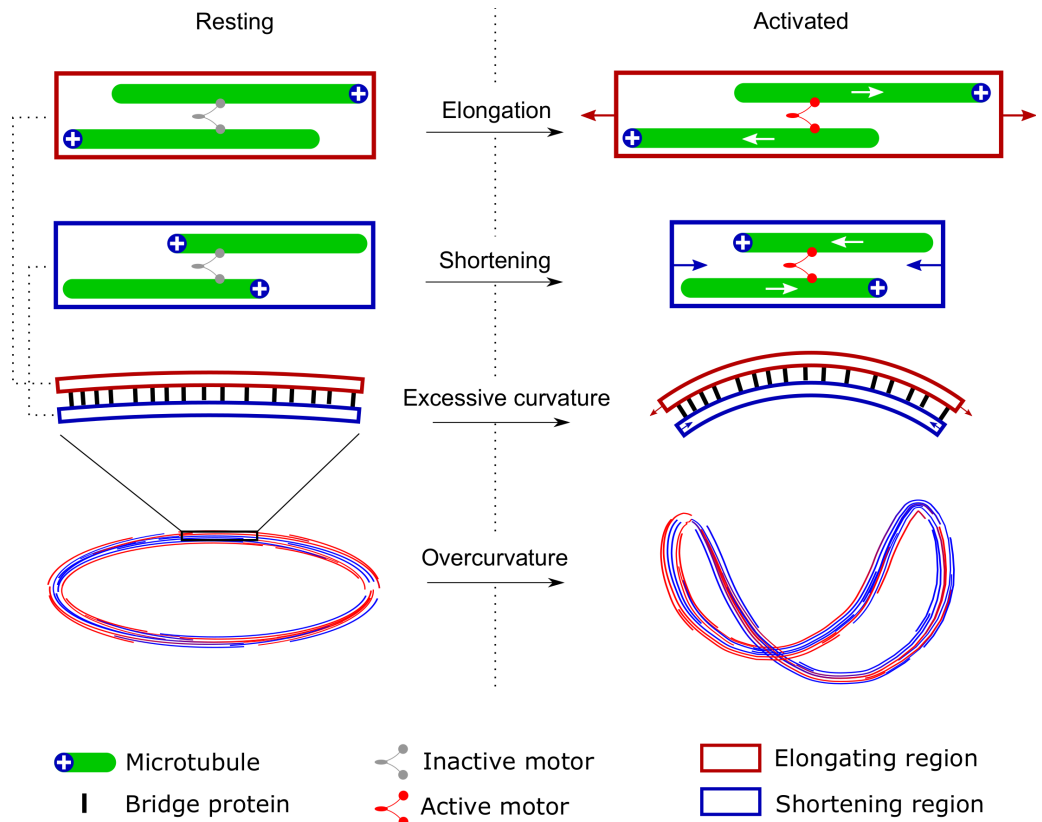 Resting
Activated
Elongation
Shortening
Excessive curvature
Overcurvature
Microtubule
Inactive motor
Elongating region
Bridge protein
Active motor
Shortening region